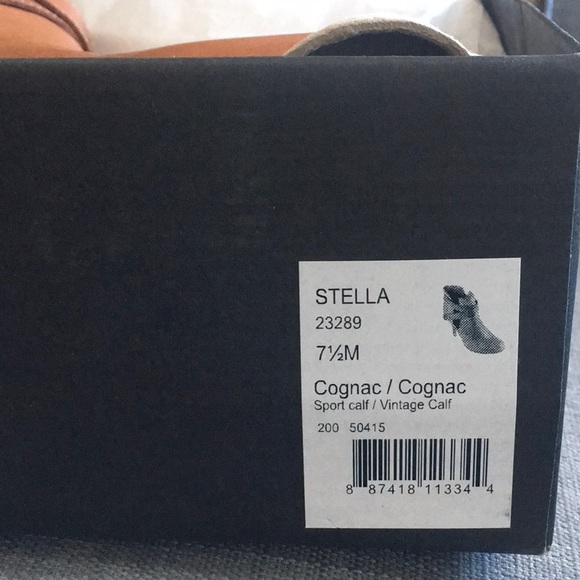 STELLA
23289
7½M
Cognac / Cognac
Sport calf / Vintage Calf
200 50415
8 87418 11334 4